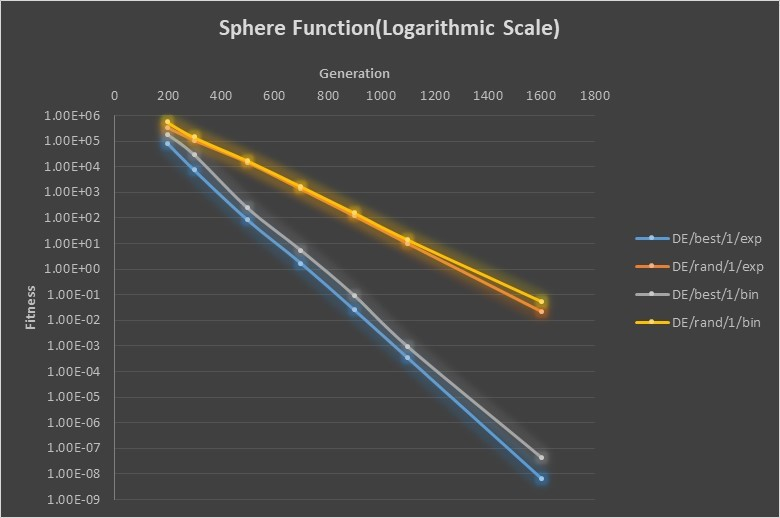 Sphere Function(Logarithmic Scale)
Generation
0 200 400 600 800 1000 1200 1400 1600 1800
1.00E+06
1.00E+05
1.00E+04
1.00E+03
1.00E+02
1.00E+01
1.00E+00
1.00E-01
1.00E-02
1.00E-03
1.00E-04
1.00E-05
1.00E-06
1.00E-07
1.00E-08
1.00E-09
Fitness
DE/best/1/exp
DE/rand/1/exp
DE/best/1/bin
DE/rand/1/bin